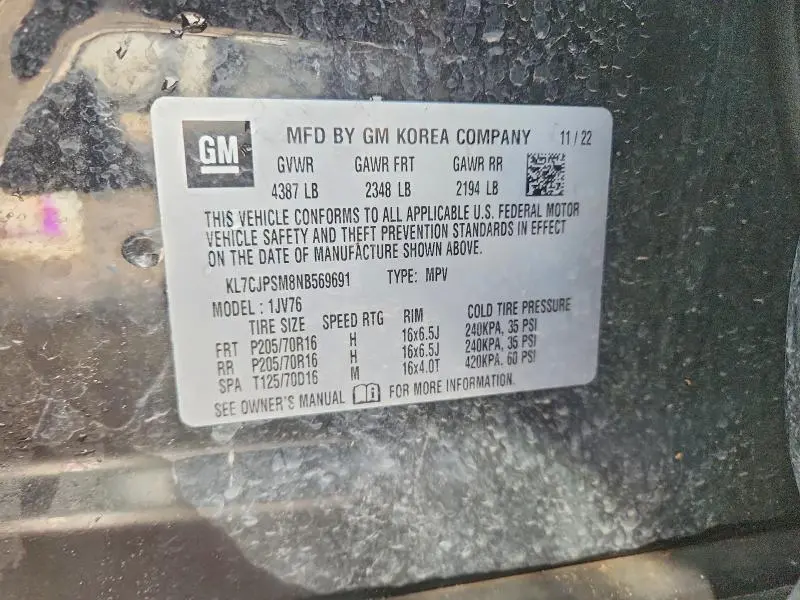 GM MFD BY GM KOREA COMPANY 11 / 22
GVWR GAWR FRT GAWR RR
4387 LB 2348 LB 2194 LB
THIS VEHICLE CONFORMS TO ALL APPLICABLE U.S. FEDERAL MOTOR
VEHICLE SAFETY AND THEFT PREVENTION STANDARDS IN EFFECT
ON THE DATE OF MANUFACTURE SHOWN ABOVE.
KL7CJPSM8NB569691 TYPE: MPV
MODEL : 1JV76
TIRE SIZE SPEED RTG RIM COLD TIRE PRESSURE
FRT P205/70R16 H 16x6.5J 240KPA, 35 PSI
RR P205/70R16 H 16x6.5J 240KPA, 35 PSI
SPA T125/70D16 M 16x4.0T 420KPA, 60 PSI
SEE OWNER'S MANUAL FOR MORE INFORMATION.